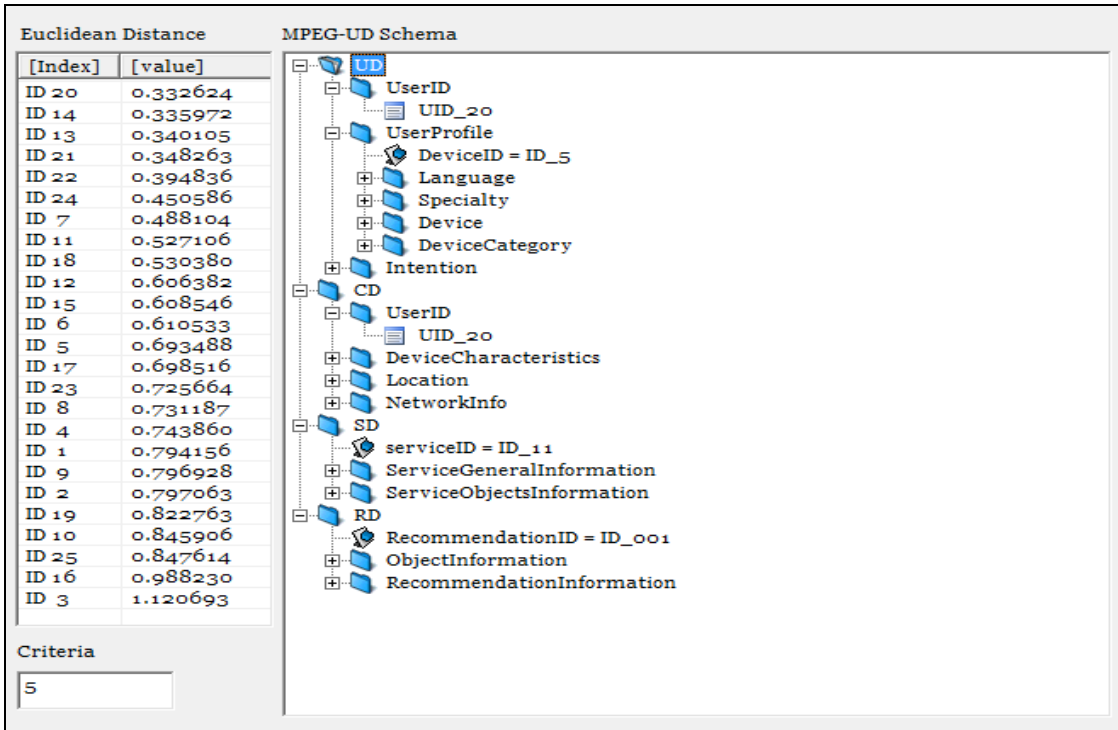 Euclidean Distance
[Index] [value]
ID 20 0.332624
ID 14 0.335972
ID 13 0.340105
ID 21 0.348263
ID 22 0.394836
ID 24 0.450586
ID 7 0.488104
ID 11 0.527106
ID 18 0.530380
ID 12 0.606382
ID 15 0.608546
ID 6 0.610533
ID 5 0.693488
ID 17 0.698516
ID 23 0.725664
ID 8 0.731187
ID 4 0.743860
ID 1 0.794156
ID 9 0.796928
ID 2 0.797063
ID 19 0.822763
ID 10 0.845906
ID 25 0.847614
ID 16 0.988230
ID 3 1.120693
Criteria
5
MPEG-UD Schema
UD
UserID
UID_20
UserProfile
DeviceID = ID_5
Language
Specialty
Device
DeviceCategory
Intention
CD
UserID
UID_20
DeviceCharacteristics
Location
NetworkInfo
SD
serviceID = ID_11
ServiceGeneralInformation
ServiceObjectsInformation
RD
RecommendationID = ID_001
ObjectInformation
RecommendationInformation